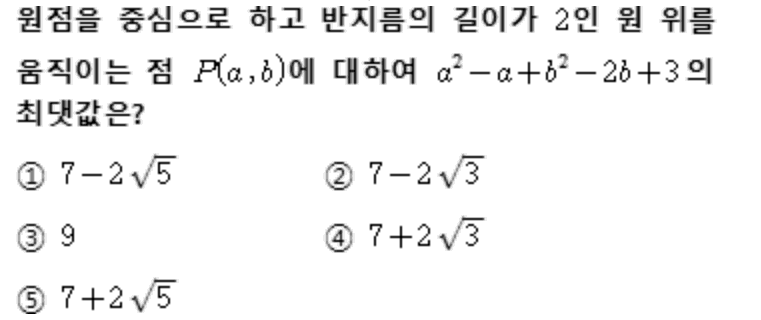 원점을 중심으로 하고 반지름의 길이가 2인 원 위를
움직이는 점 P(a,b)에 대하여 a²-a+b²-2b+3의
최댓값은?
① 7-2√5 ② 7-2√3
③ 9 ④ 7+2√3
⑤ 7+2√5